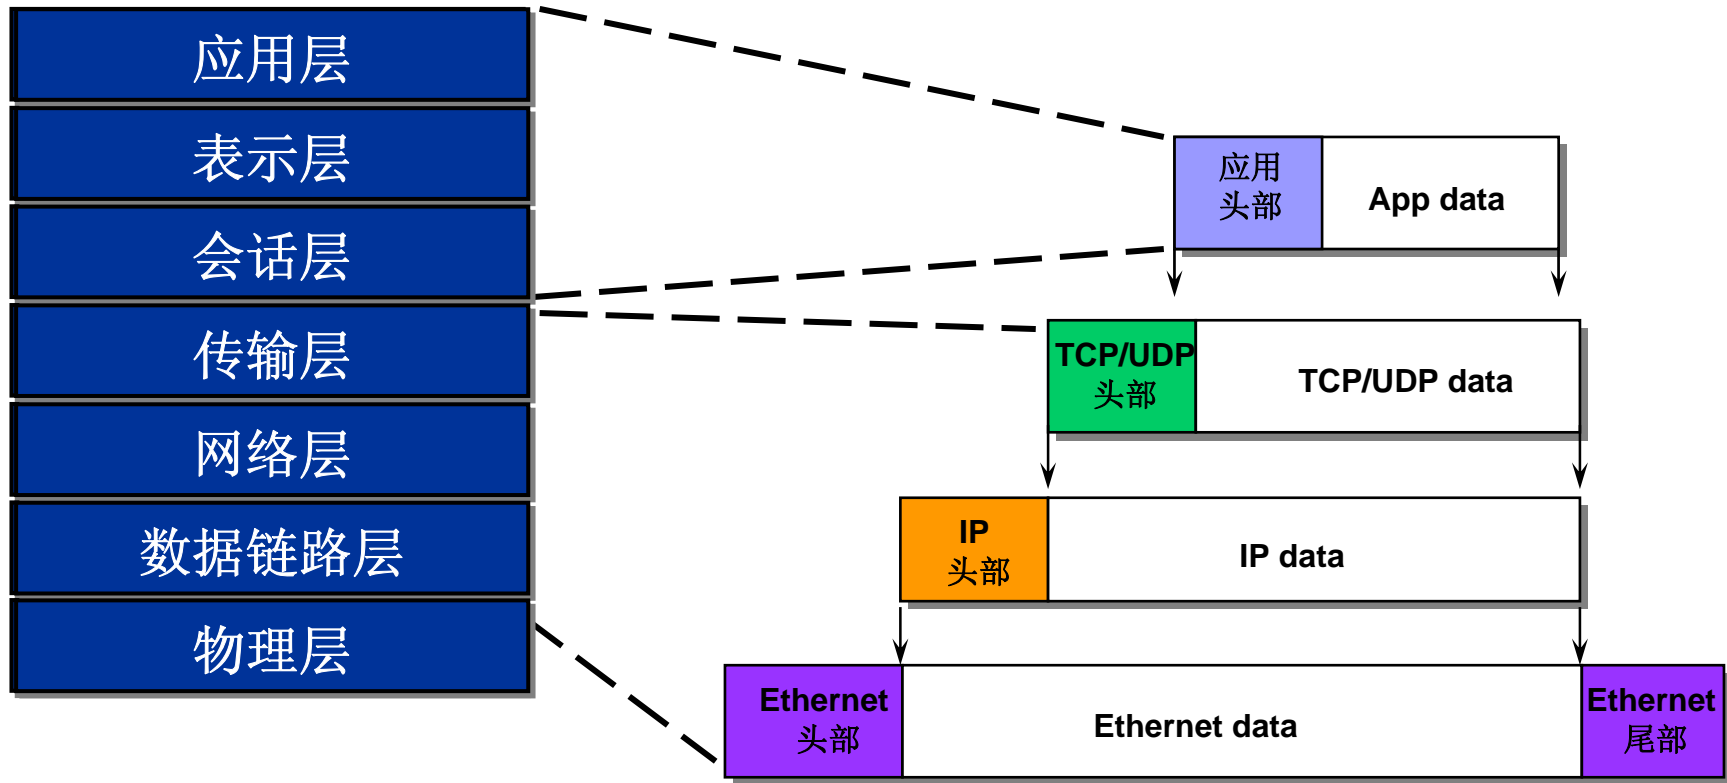 应用层
表示层
会话层
传输层
网络层
数据链路层
物理层
应用
头部
App data
TCP/UDP
头部
TCP/UDP data
IP
头部
IP data
Ethernet
头部
Ethernet data
Ethernet
尾部